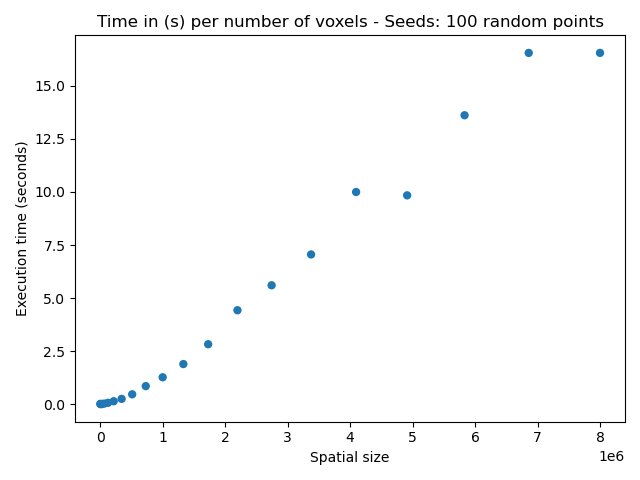 Time in (s) per number of voxels - Seeds: 100 random points
Execution time (seconds)
15.0
12.5
10.0
7.5
5.0
2.5
0.0
0 1 2 3 4 5 6 7 8
1e6
Spatial size